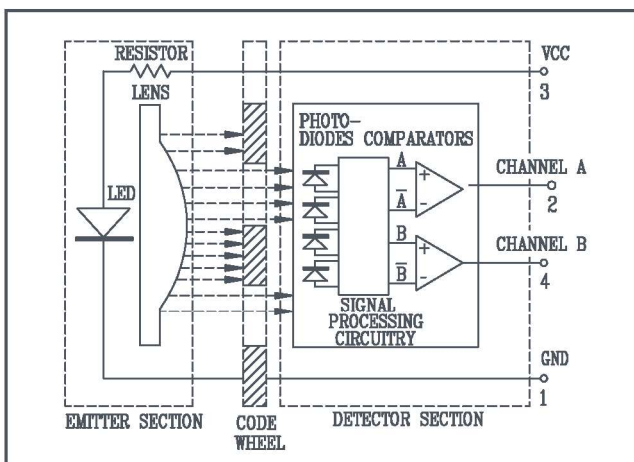 RESISTOR
LENS
LED
EMITTER SECTION
CODE
WHEEL
PHOTO-
DIODES COMPARATORS
A
+
A̅
-
B
+
B̅
-
SIGNAL
PROCESSING
CIRCUITRY
DETECTOR SECTION
VCC
3
CHANNEL A
2
CHANNEL B
4
GND
1